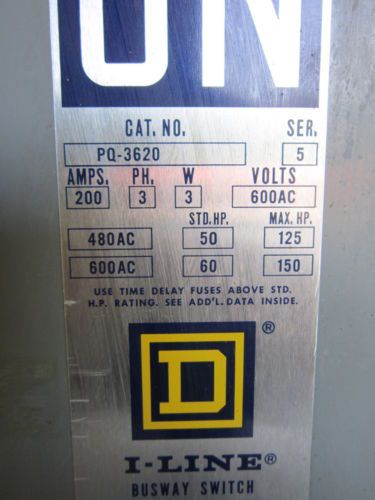 ON
CAT. NO. SER.
PQ-3620 5
AMPS. PH. W VOLTS
200 3 3 600AC
STD. HP. MAX. HP.
480AC 50 125
600AC 60 150
USE TIME DELAY FUSES ABOVE STD.
H.P. RATING. SEE ADD'L. DATA INSIDE.
D ®
I-LINE®
BUSWAY SWITCH